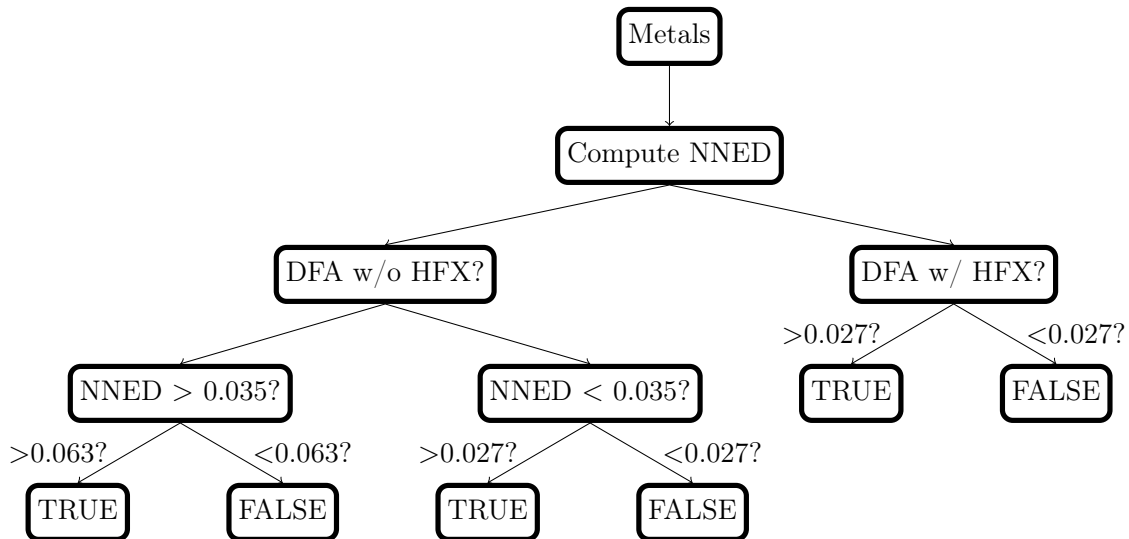 Metals
Compute NNED
DFA w/o HFX?
DFA w/ HFX?
>0.027?
<0.027?
NNED > 0.035?
NNED < 0.035?
TRUE
FALSE
>0.063?
<0.063?
>0.027?
<0.027?
TRUE
FALSE
TRUE
FALSE